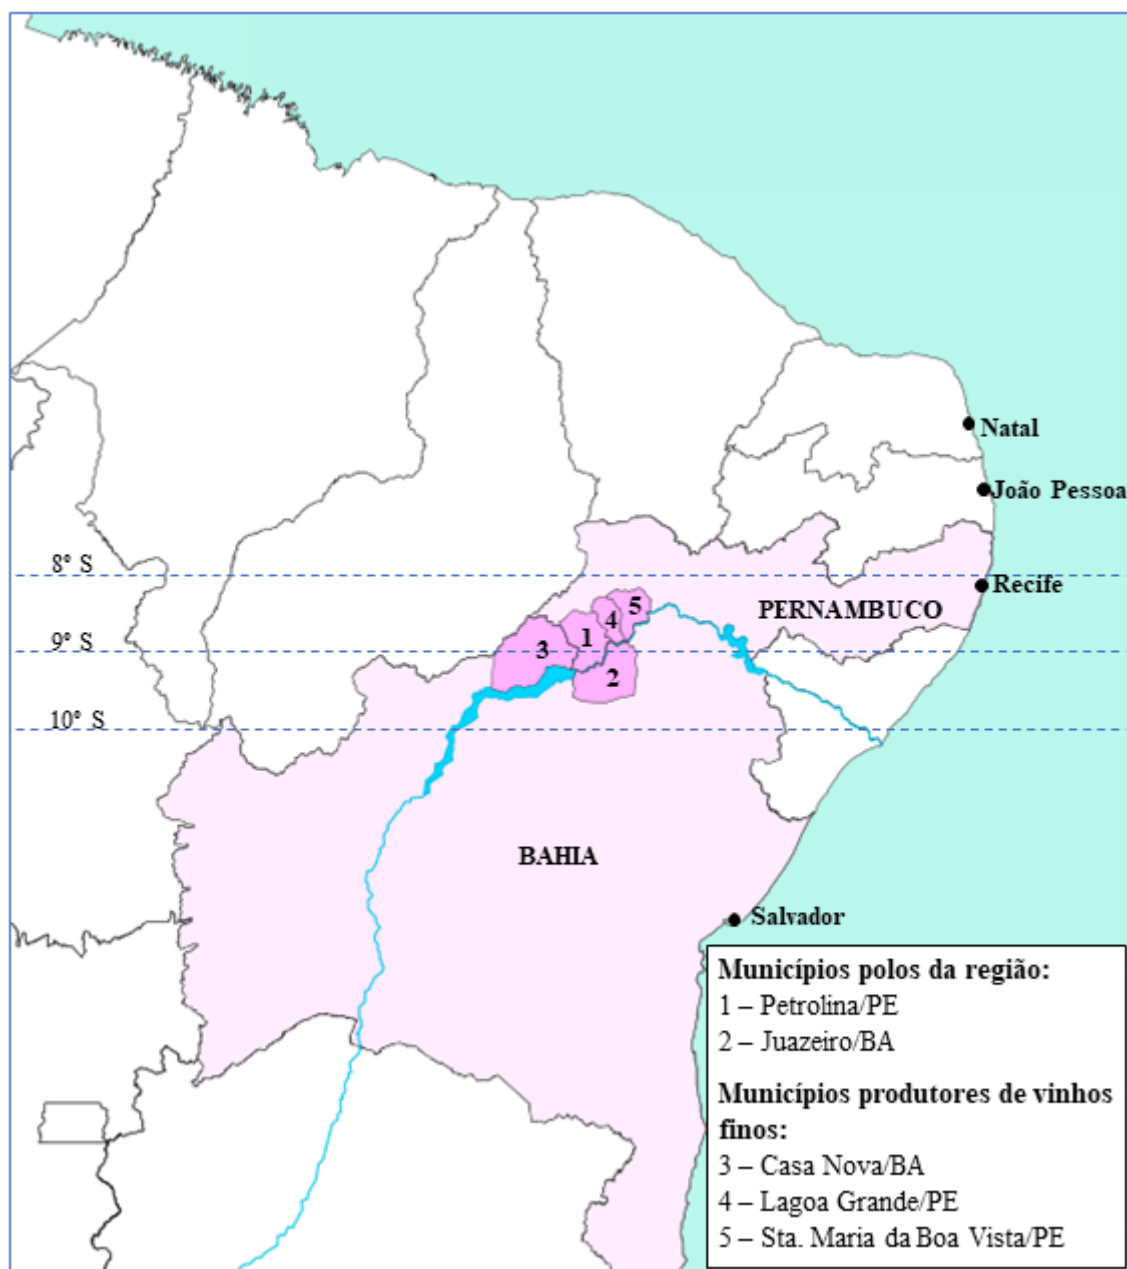 Natal
João Pessoa
8° S
Recife
PERNAMBUCO
5
4
1
3
9° S
2
10° S
BAHIA
Salvador
Municípios polos da região:
1 – Petrolina/PE
2 – Juazeiro/BA
Municípios produtores de vinhos
finos:
3 – Casa Nova/BA
4 – Lagoa Grande/PE
5 – Sta. Maria da Boa Vista/PE